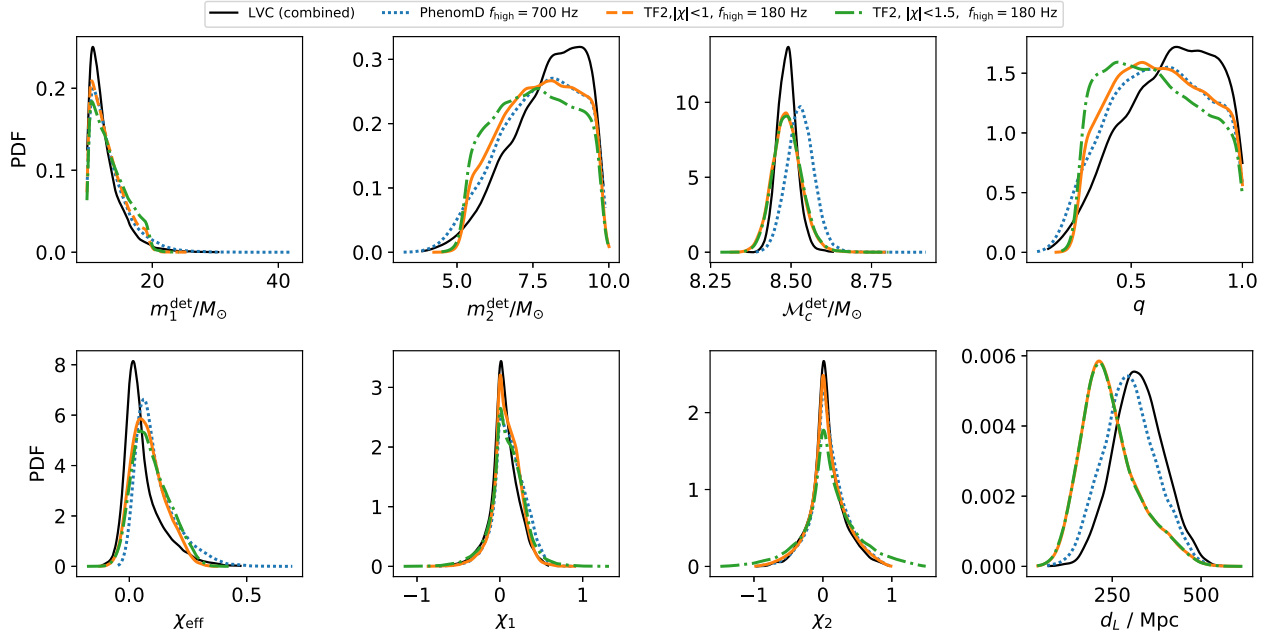 LVC (combined) PhenomD f_high = 700 Hz TF2,|χ|<1, f_high = 180 Hz TF2, |χ|<1.5, f_high = 180 Hz
PDF
0.2
0.1
0.0
20 40
m_1^det/M_⊙
0.3
0.2
0.1
0.0
5.0 7.5 10.0
m_2^det/M_⊙
10
5
0
8.25 8.50 8.75
ℳ_c^det/M_⊙
1.5
1.0
0.5
0.0
0.5 1.0
q
PDF
8
6
4
2
0
0.0 0.5
χ_eff
3
2
1
0
−1 0 1
χ_1
2
1
0
−1 0 1
χ_2
0.006
0.004
0.002
0.000
250 500
d_L / Mpc